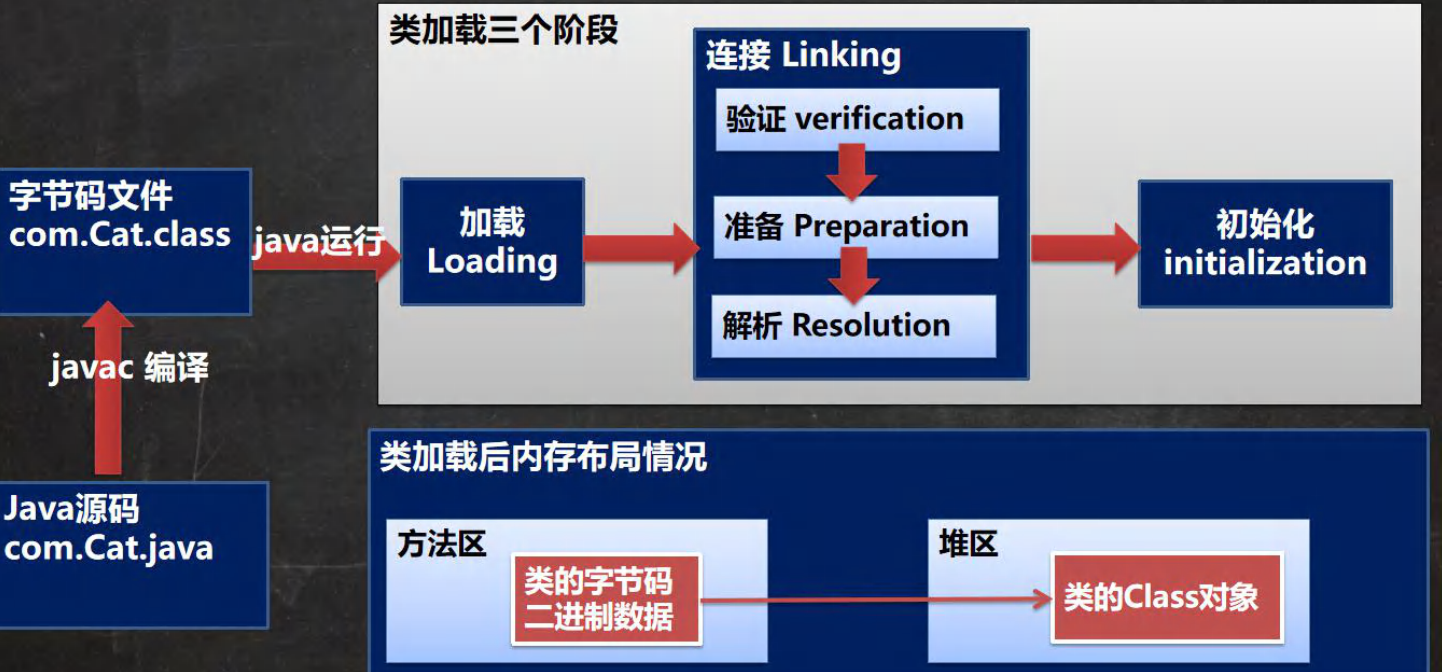 类加载三个阶段
连接 Linking
验证 verification
准备 Preparation
解析 Resolution
字节码文件
com.Cat.class
java运行
加载
Loading
初始化
initialization
javac 编译
Java源码
com.Cat.java
类加载后内存布局情况
方法区
类的字节码
二进制数据
堆区
类的Class对象